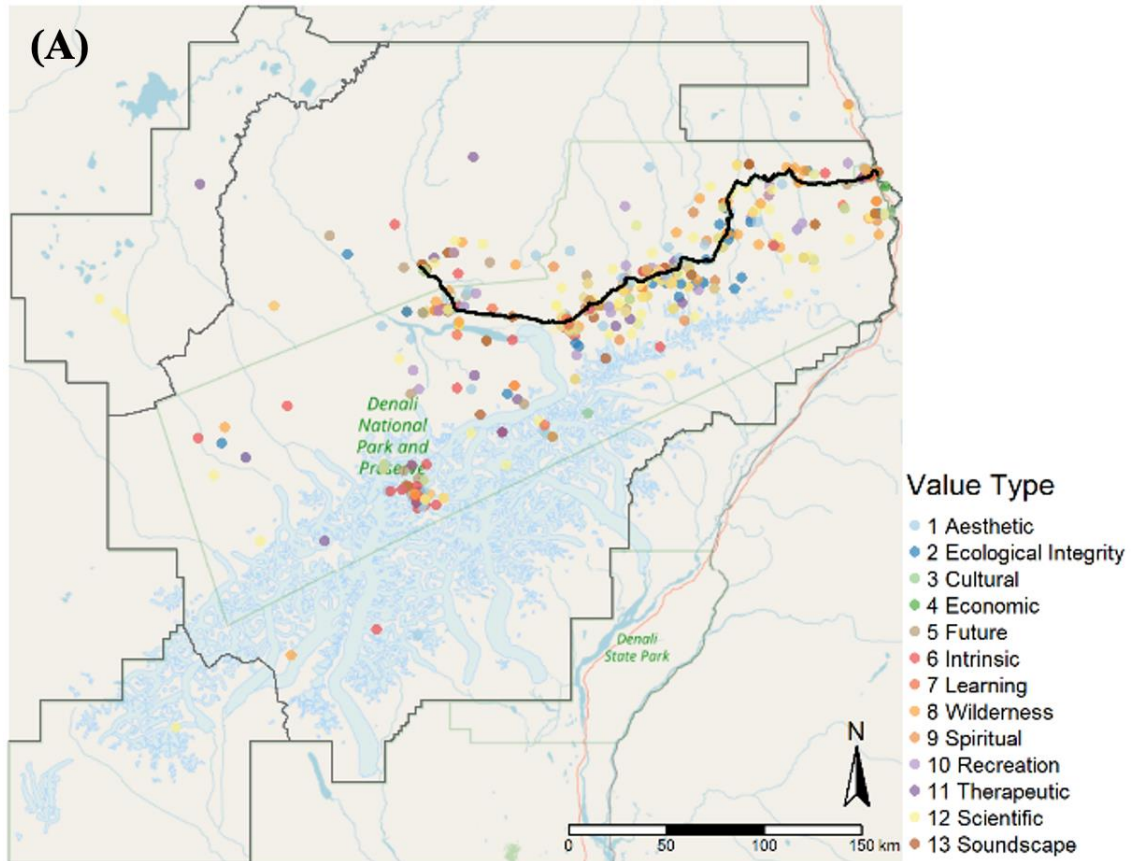 (A)
Denali
National
Park and
Preserve
Denali
State Park
N
0 50 100 150 km
Value Type
1 Aesthetic
2 Ecological Integrity
3 Cultural
4 Economic
5 Future
6 Intrinsic
7 Learning
8 Wilderness
9 Spiritual
10 Recreation
11 Therapeutic
12 Scientific
13 Soundscape